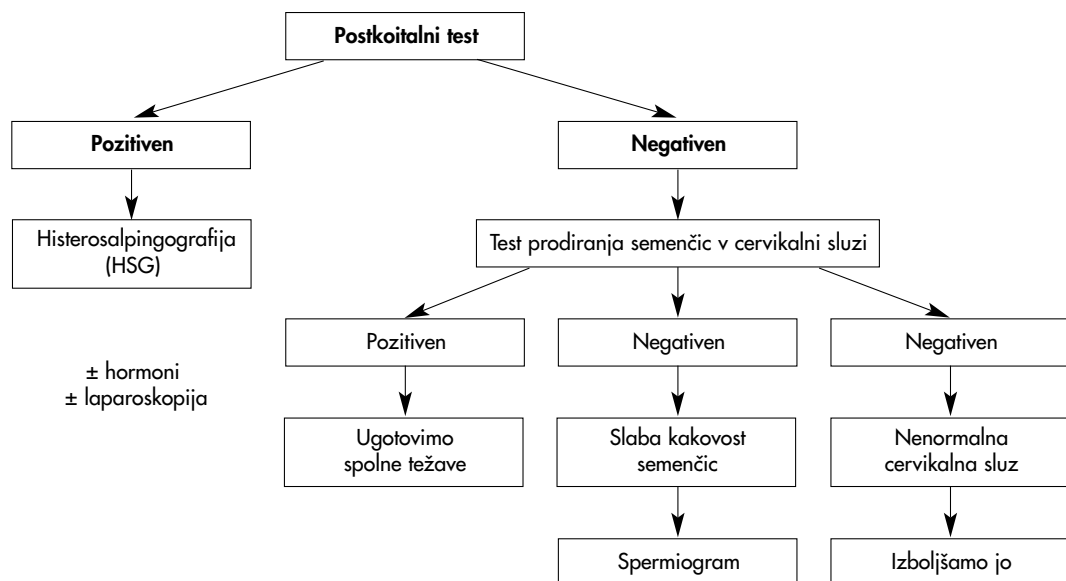 Postkoitalni test
Pozitiven
Negativen
Histerosalpingografija
(HSG)
Test prodiranja semenčic v cervikalni sluzi
± hormoni
± laparoskopija
Pozitiven
Negativen
Negativen
Ugotovimo
spolne težave
Slaba kakovost
semenčic
Nenormalna
cervikalna sluz
Spermiogram
Izboljšamo jo